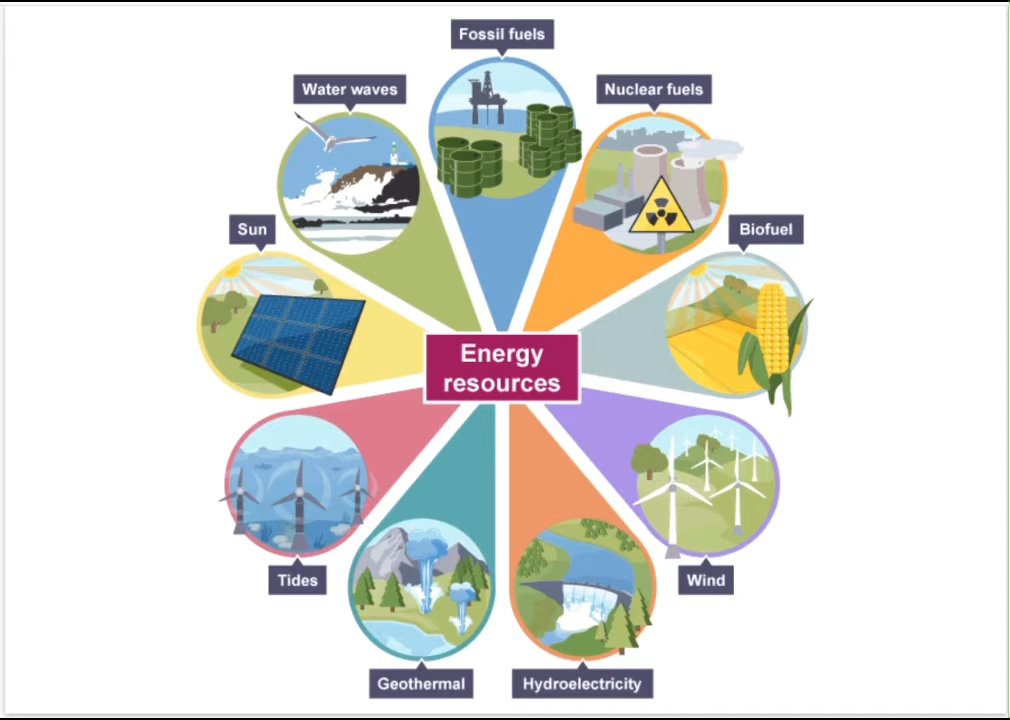 Fossil fuels
Water waves
Nuclear fuels
Sun
Biofuel
Energy
resources
Tides
Wind
Geothermal
Hydroelectricity